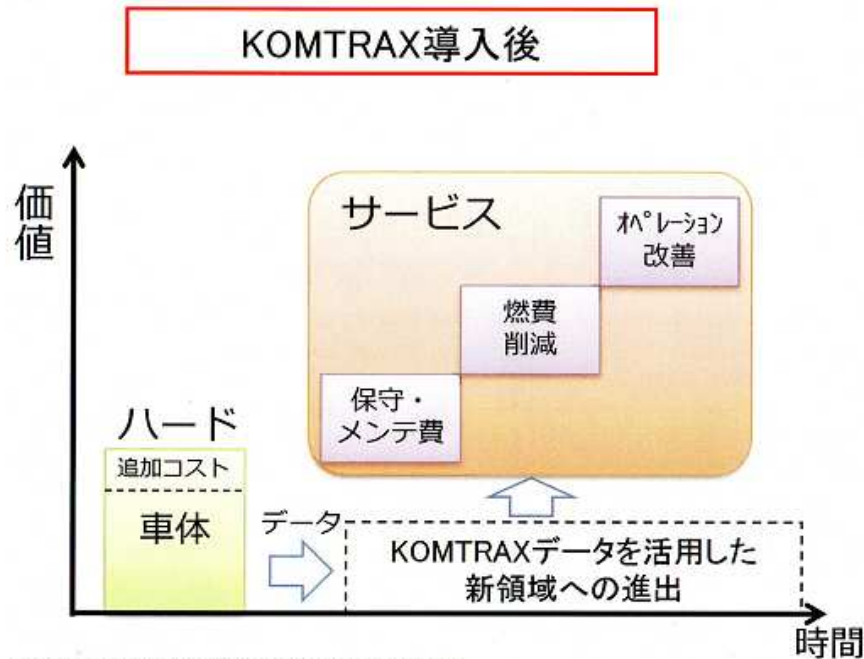 KOMTRAX導入後
価値
サービス
オペレーション
改善
燃費
削減
保守・
メンテ費
ハード
追加コスト
車体
データ
KOMTRAXデータを活用した
新領域への進出
時間